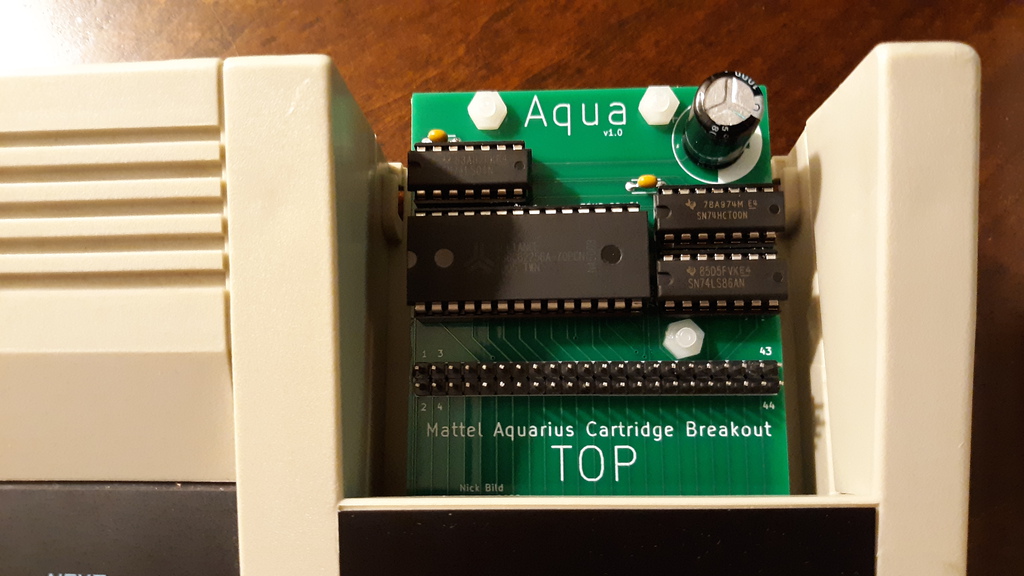 Aqua
v1.0
1000
78A974M E4
SN74HCT00N
8505FVKE4
SN74LS86AN
1 3
43
2 4
44
Mattel Aquarius Cartridge Breakout
TOP
Nick Bild